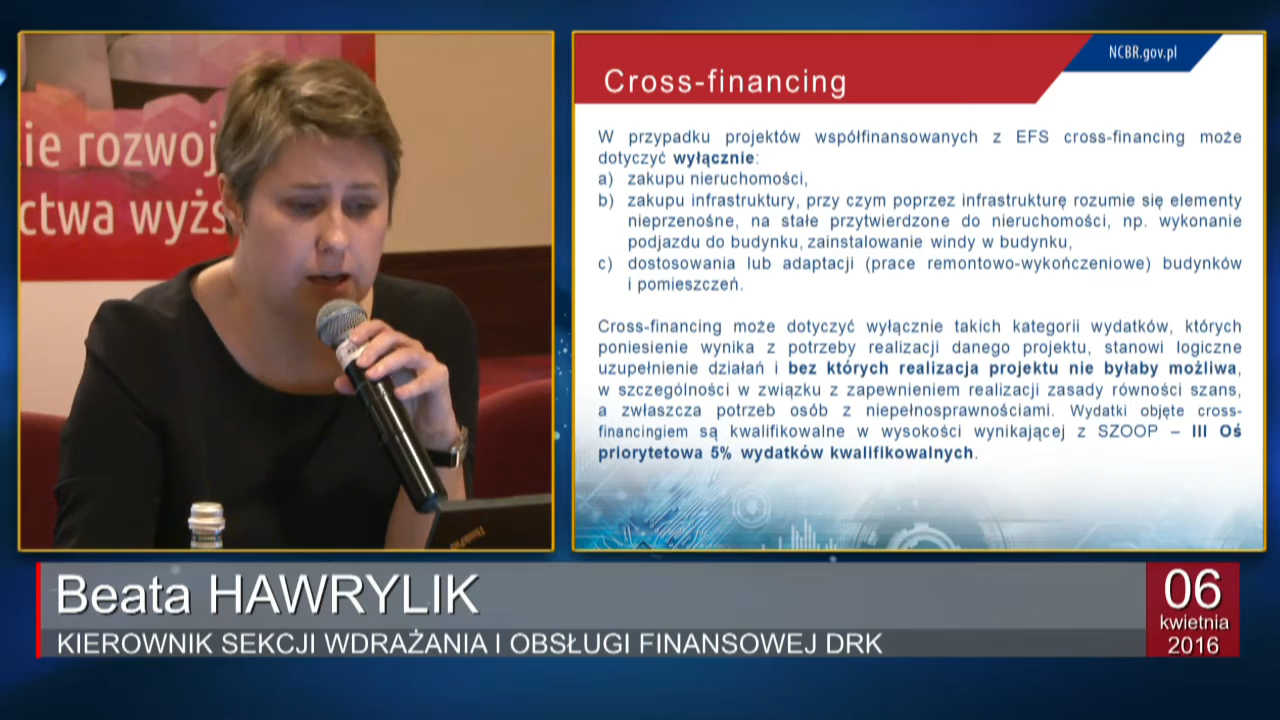 ie rozwoj
ctwa wyżs
NCBR.gov.pl
Cross-financing
W przypadku projektów współfinansowanych z EFS cross-financing może
dotyczyć wyłącznie:
a) zakupu nieruchomości,
b) zakupu infrastruktury, przy czym poprzez infrastrukturę rozumie się elementy
nieprzenośne, na stałe przytwierdzone do nieruchomości, np. wykonanie
podjazdu do budynku, zainstalowanie windy w budynku,
c) dostosowania lub adaptacji (prace remontowo-wykończeniowe) budynków
i pomieszczeń.
Cross-financing może dotyczyć wyłącznie takich kategorii wydatków, których
poniesienie wynika z potrzeby realizacji danego projektu, stanowi logiczne
uzupełnienie działań i bez których realizacja projektu nie byłaby możliwa,
w szczególności w związku z zapewnieniem realizacji zasady równości szans,
a zwłaszcza potrzeb osób z niepełnosprawnościami. Wydatki objęte cross-
financingiem są kwalifikowalne w wysokości wynikającej z SZOOP – III Oś
priorytetowa 5% wydatków kwalifikowalnych.
Beata HAWRYLIK
KIEROWNIK SEKCJI WDRAŻANIA I OBSŁUGI FINANSOWEJ DRK
06
kwietnia
2016